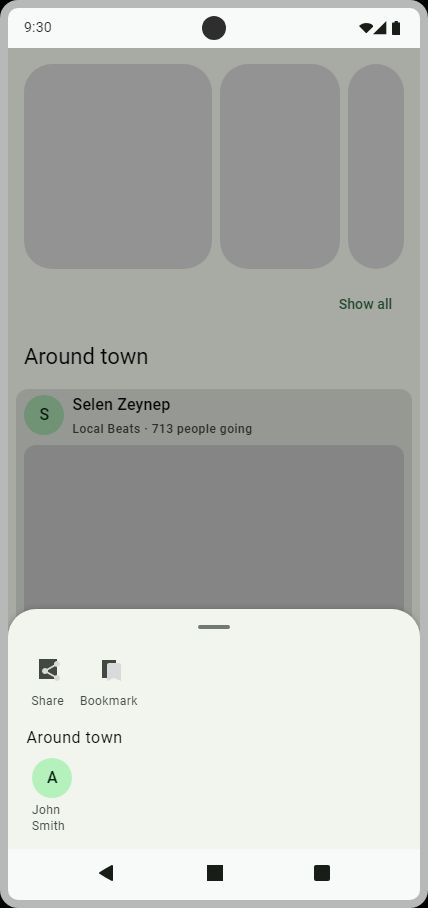 9:30
Show all
Around town
S
Selen Zeynep
Local Beats · 713 people going
Share
Bookmark
Around town
A
John
Smith